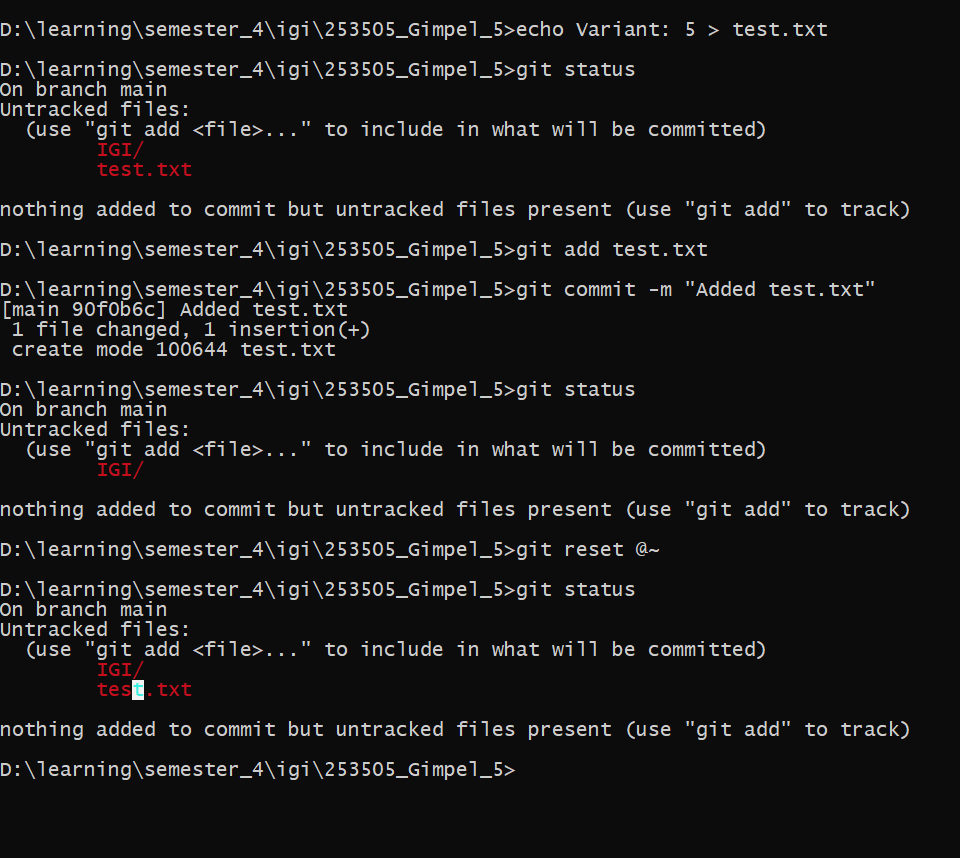 D:\learning\semester_4\igi\253505_Gimpel_5>echo Variant: 5 > test.txt
D:\learning\semester_4\igi\253505_Gimpel_5>git status
On branch main
Untracked files:
  (use "git add <file>..." to include in what will be committed)
        IGI/
        test.txt
nothing added to commit but untracked files present (use "git add" to track)
D:\learning\semester_4\igi\253505_Gimpel_5>git add test.txt
D:\learning\semester_4\igi\253505_Gimpel_5>git commit -m "Added test.txt"
[main 90f0b6c] Added test.txt
 1 file changed, 1 insertion(+)
 create mode 100644 test.txt
D:\learning\semester_4\igi\253505_Gimpel_5>git status
On branch main
Untracked files:
  (use "git add <file>..." to include in what will be committed)
        IGI/
nothing added to commit but untracked files present (use "git add" to track)
D:\learning\semester_4\igi\253505_Gimpel_5>git reset @~
D:\learning\semester_4\igi\253505_Gimpel_5>git status
On branch main
Untracked files:
  (use "git add <file>..." to include in what will be committed)
        IGI/
        test.txt
nothing added to commit but untracked files present (use "git add" to track)
D:\learning\semester_4\igi\253505_Gimpel_5>